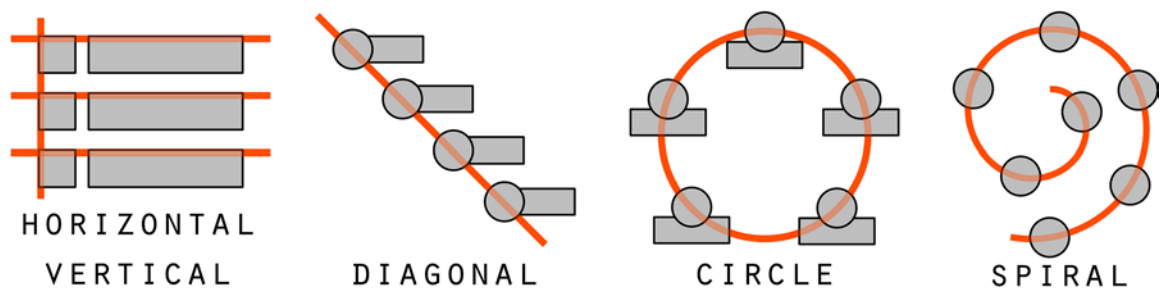 HORIZONTAL
VERTICAL
DIAGONAL
CIRCLE
SPIRAL